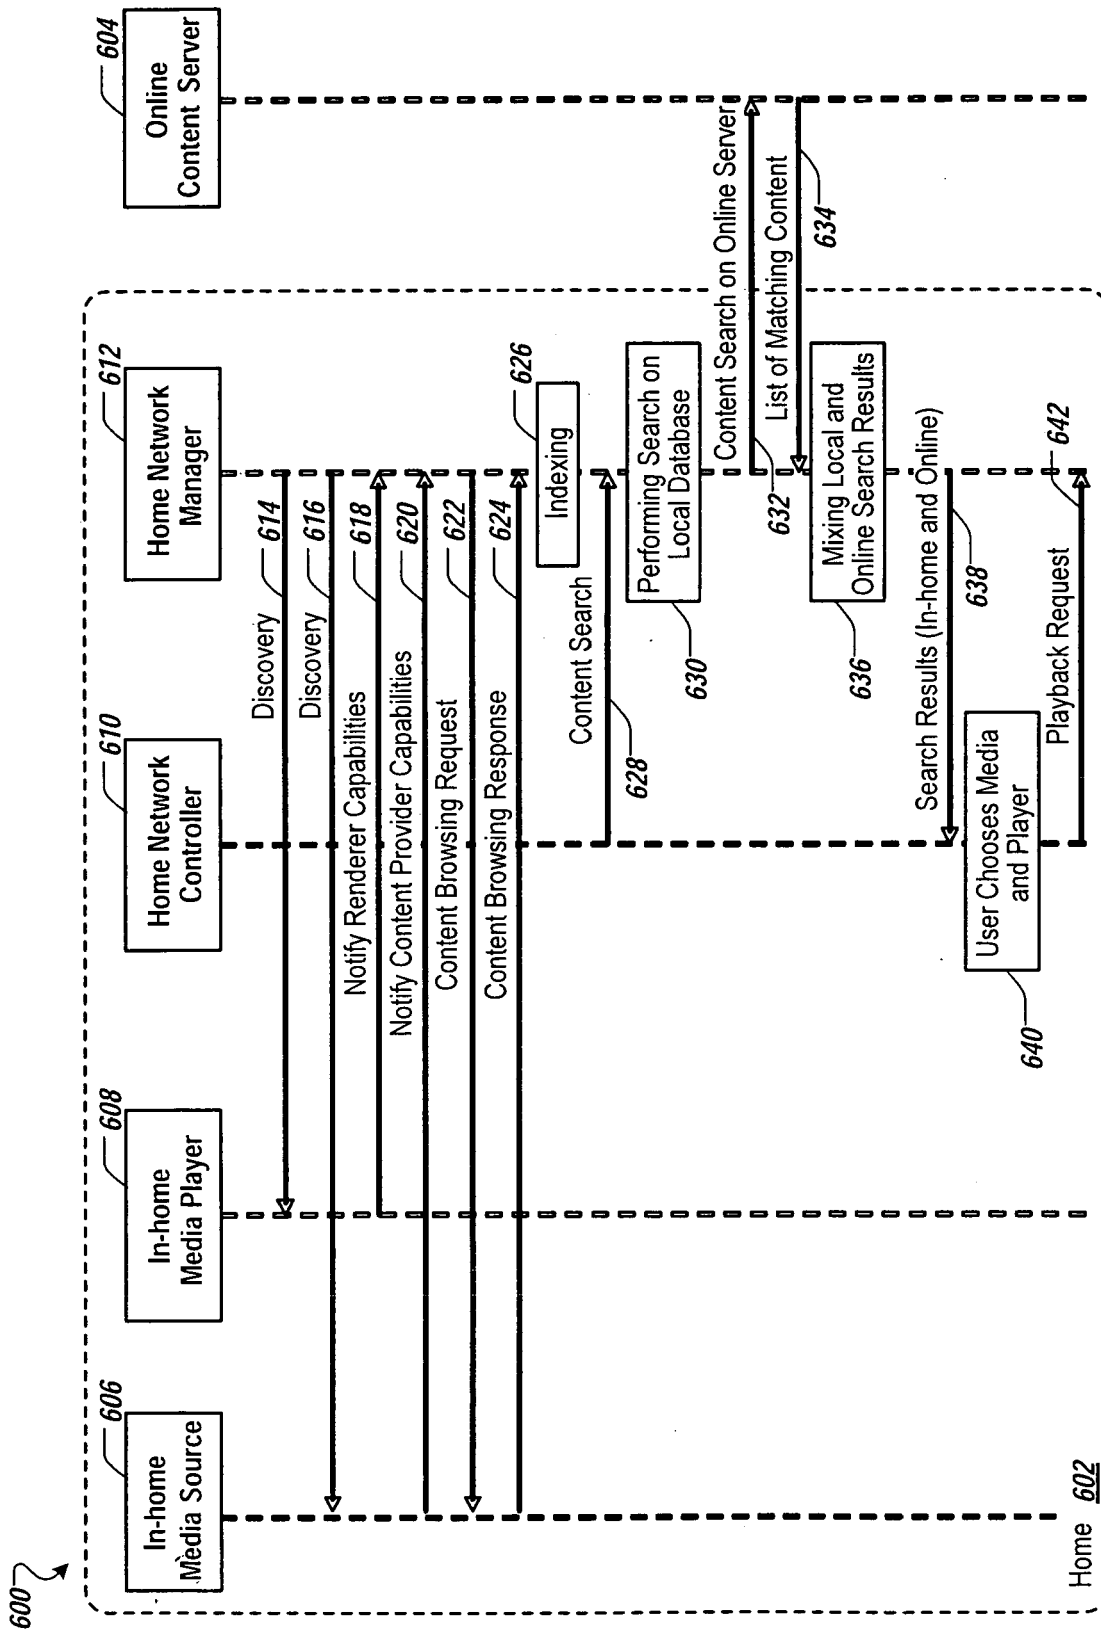 600
606
In-home
Media Source
608
In-home
Media Player
610
Home Network
Controller
612
Home Network
Manager
604
Online
Content Server
Discovery
614
Discovery
616
Notify Renderer Capabilities
618
Notify Content Provider Capabilities
620
Content Browsing Request
622
Content Browsing Response
624
Indexing
626
Content Search
628
Performing Search on
Local Database
630
Content Search on Online Server
632
List of Matching Content
634
Mixing Local and
Online Search Results
636
Search Results (In-home and Online)
638
User Chooses Media
and Player
640
Playback Request
642
Home 602